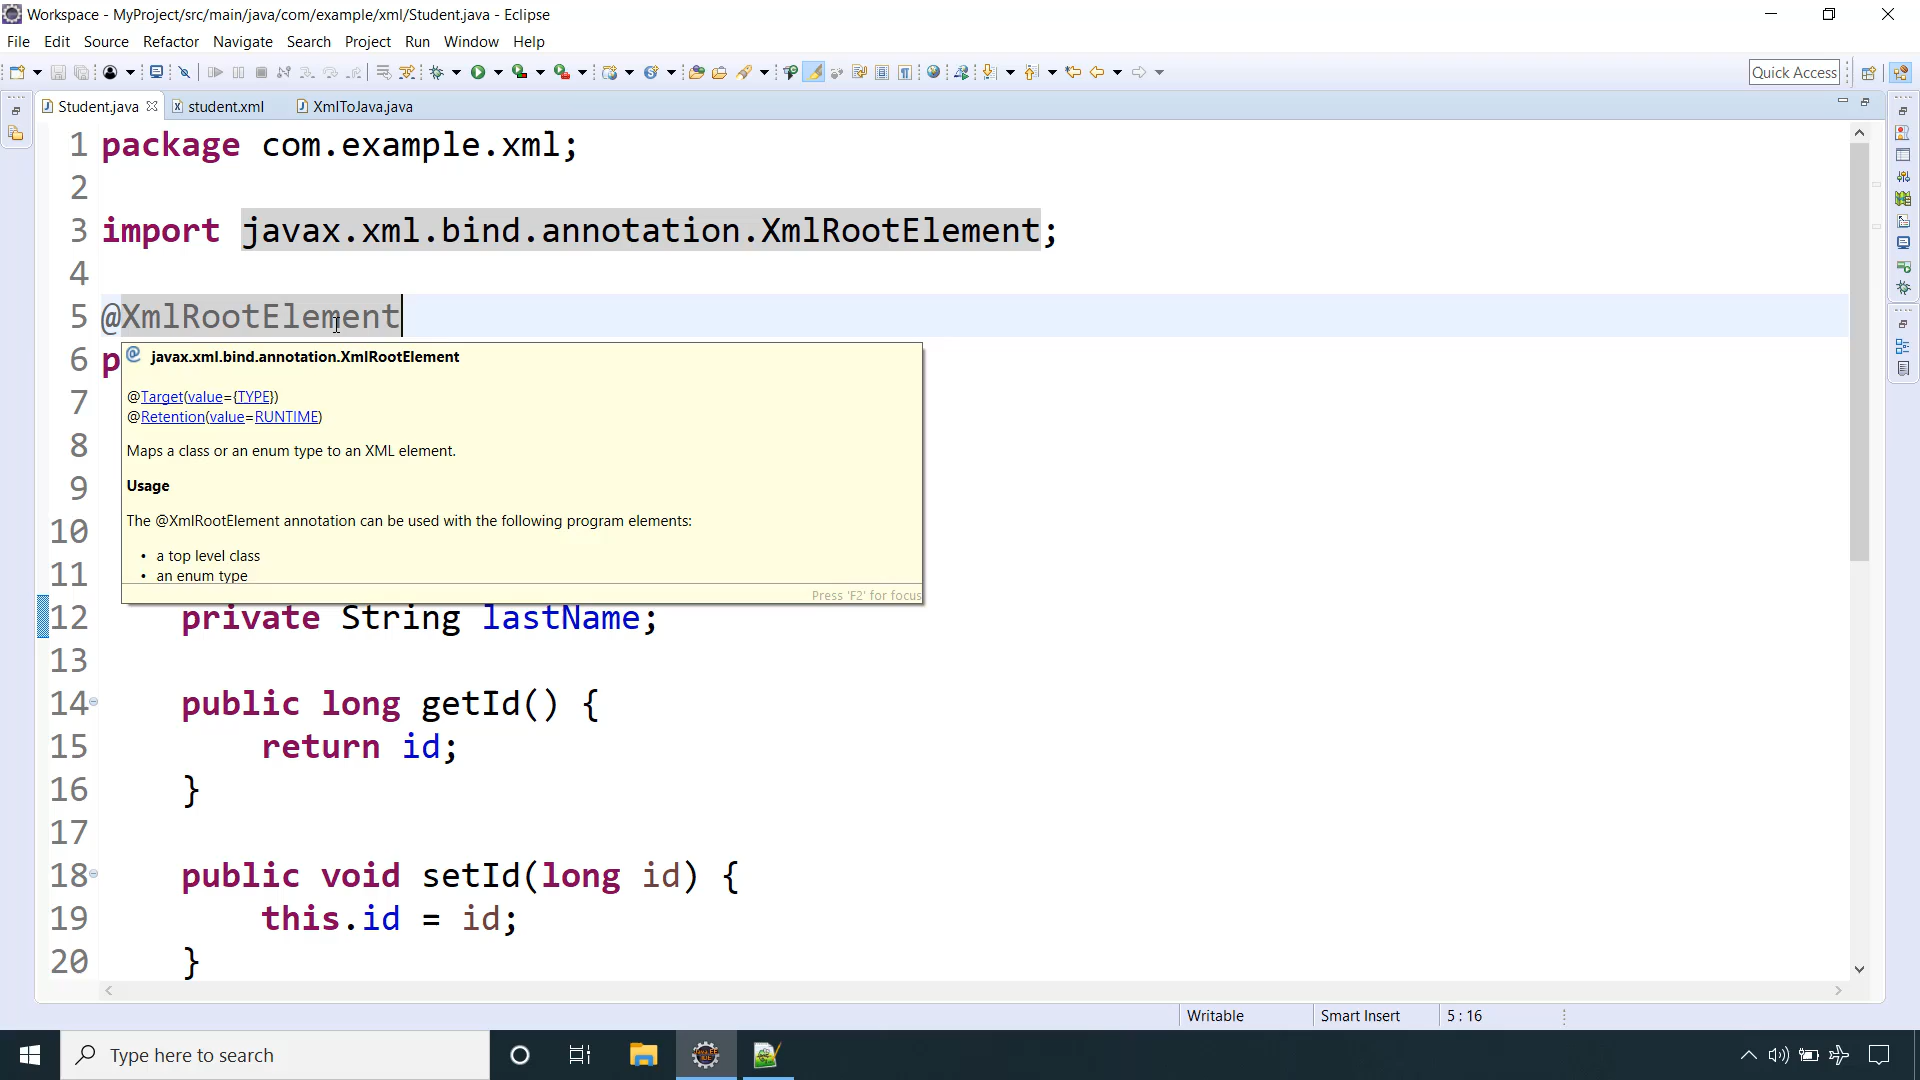 Workspace - MyProject/src/main/java/com/example/xml/Student.java - Eclipse
File Edit Source Refactor Navigate Search Project Run Window Help
Quick Access
Student.java student.xml XmlToJava.java
1 package com.example.xml;
2
3 import javax.xml.bind.annotation.XmlRootElement;
4
5 @XmlRootElement
6 p
javax.xml.bind.annotation.XmlRootElement
7
@Target(value={TYPE})
@Retention(value=RUNTIME)
8
Maps a class or an enum type to an XML element.
9
Usage
10
The @XmlRootElement annotation can be used with the following program elements:
• a top level class
11
• an enum type
Press 'F2' for focus
12 private String lastName;
13
14 public long getId() {
15 return id;
16 }
17
18 public void setId(long id) {
19 this.id = id;
20 }
Writable Smart Insert 5 : 16
Type here to search